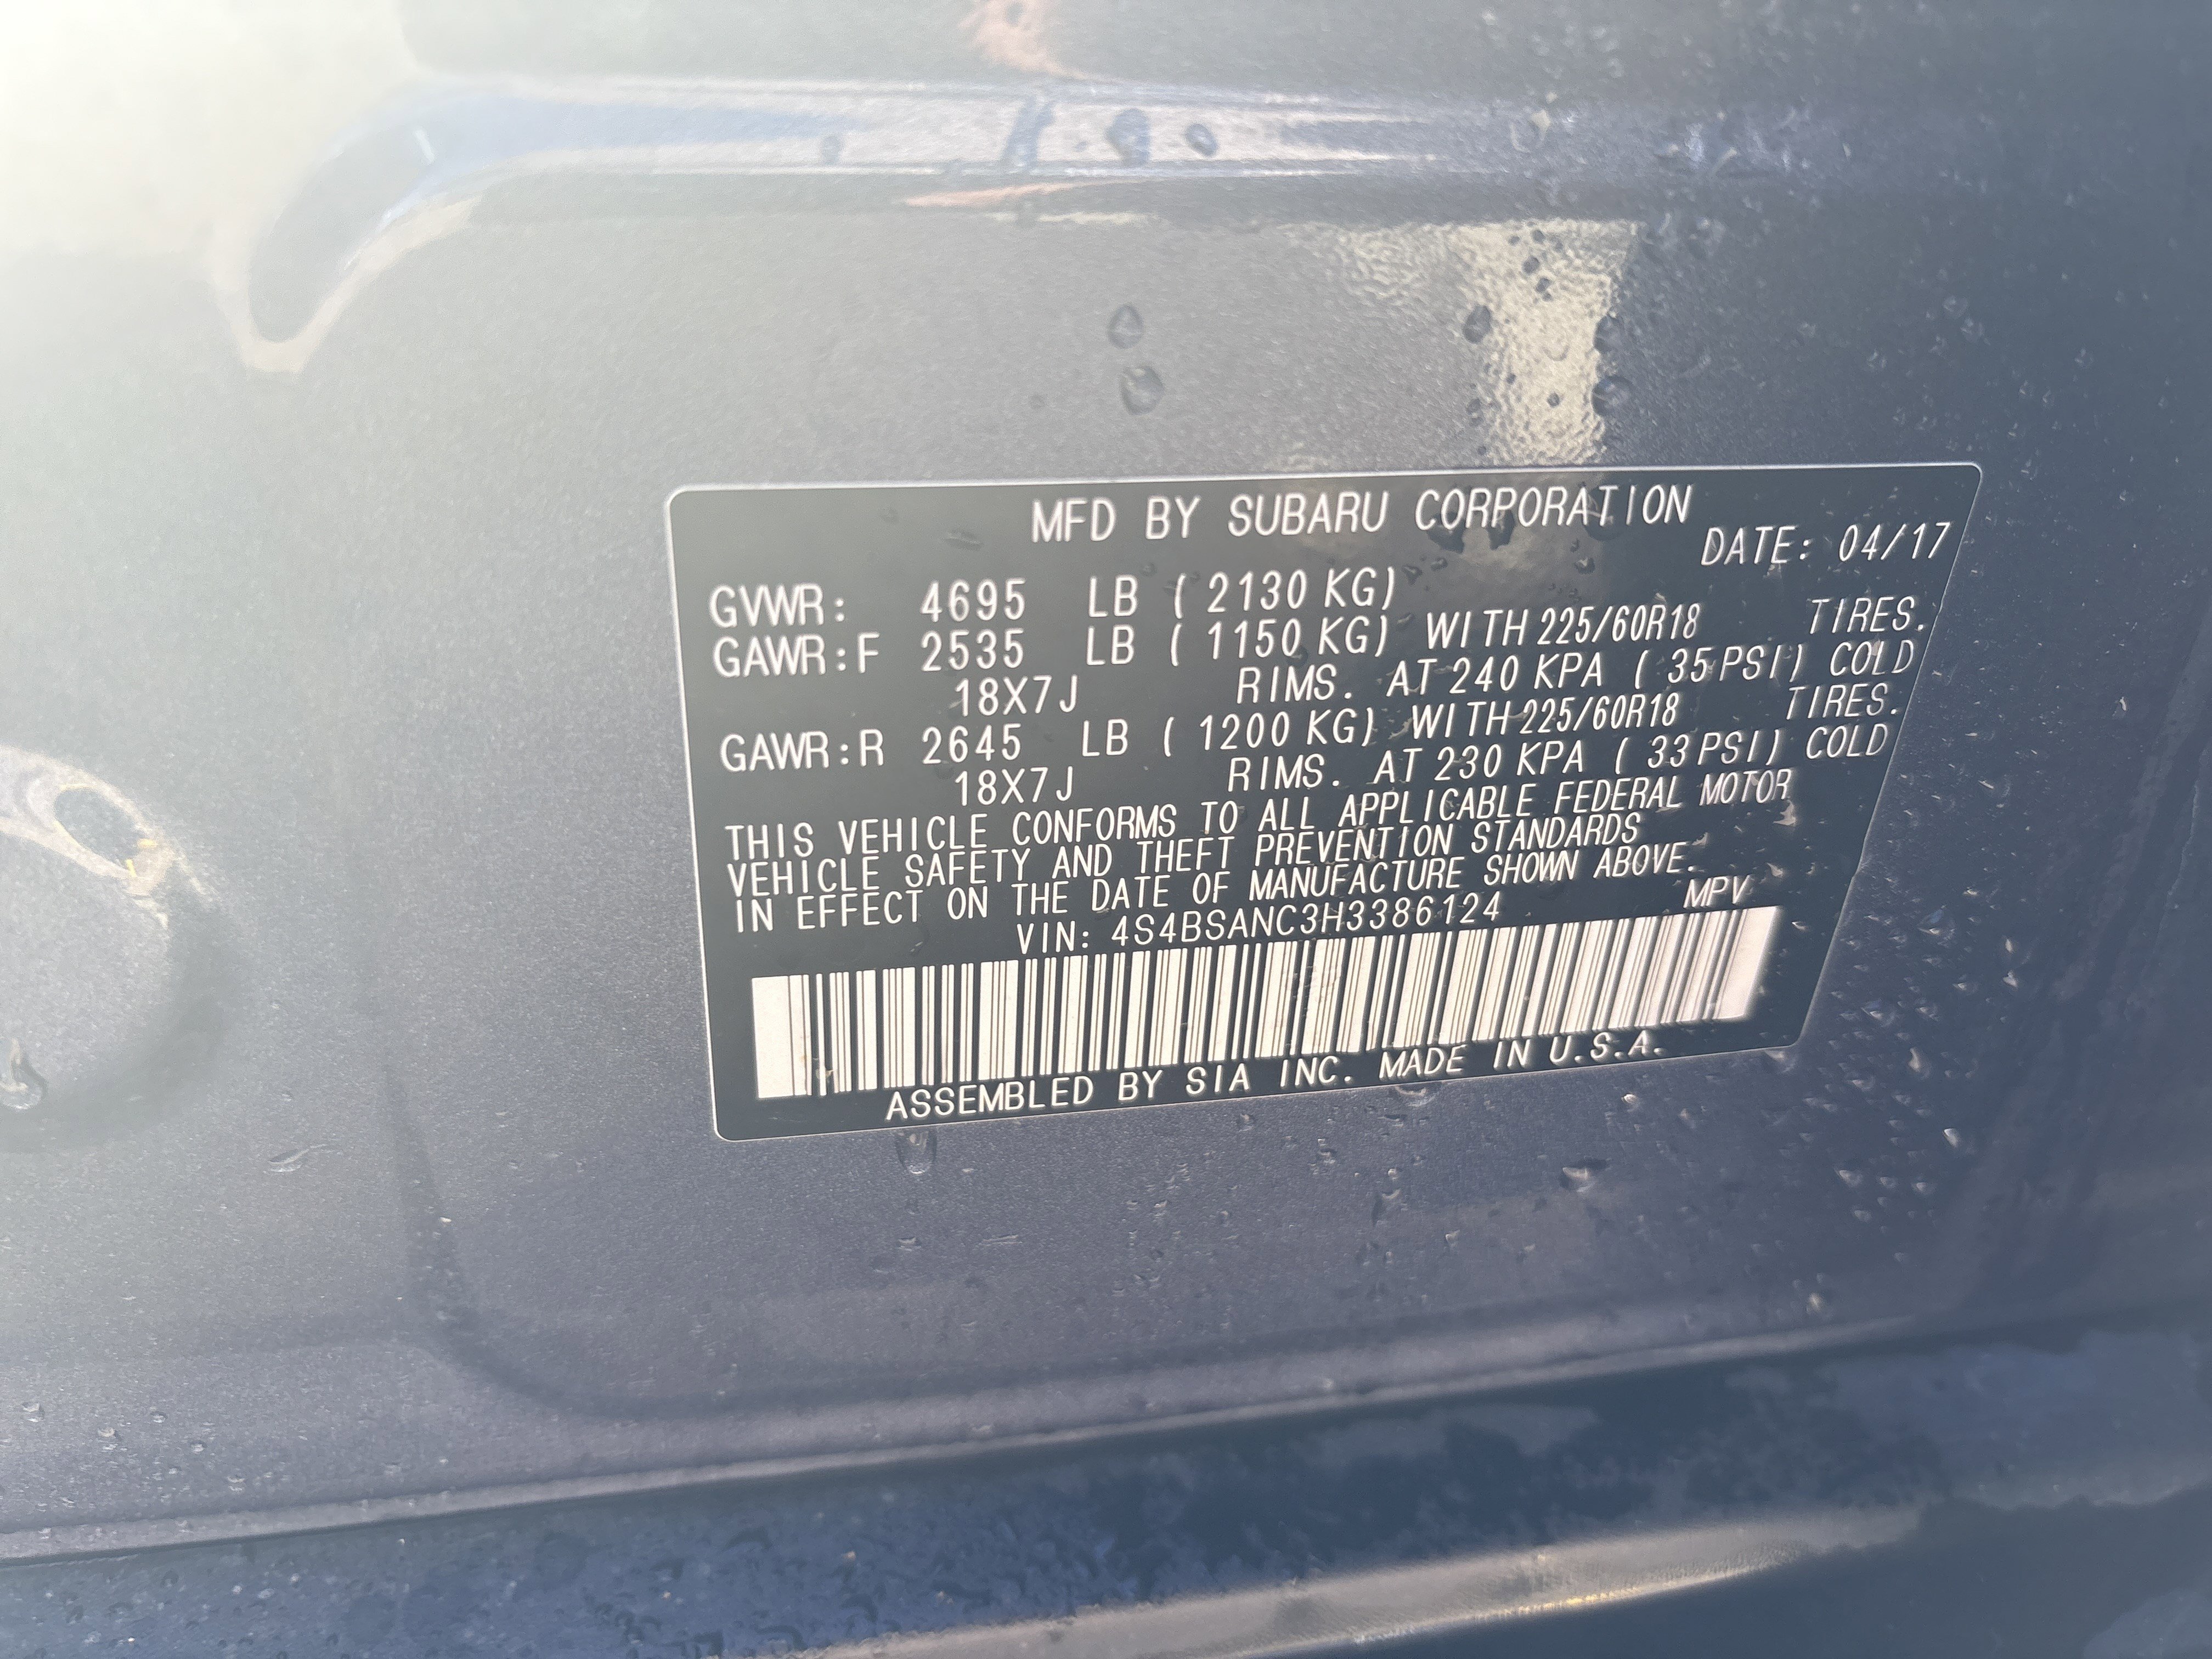 MFD BY SUBARU CORPORATION
DATE: 04/17
GVWR: 4695 LB ( 2130 KG)
GAWR:F 2535 LB ( 1150 KG) WITH 225/60R18 TIRES.
18X7J RIMS. AT 240 KPA ( 35 PSI) COLD
GAWR:R 2645 LB ( 1200 KG) WITH 225/60R18 TIRES.
18X7J RIMS. AT 230 KPA ( 33 PSI) COLD
THIS VEHICLE CONFORMS TO ALL APPLICABLE FEDERAL MOTOR
VEHICLE SAFETY AND THEFT PREVENTION STANDARDS
IN EFFECT ON THE DATE OF MANUFACTURE SHOWN ABOVE.
VIN: 4S4BSANC3H3386124 MPV
ASSEMBLED BY SIA INC. MADE IN U.S.A.